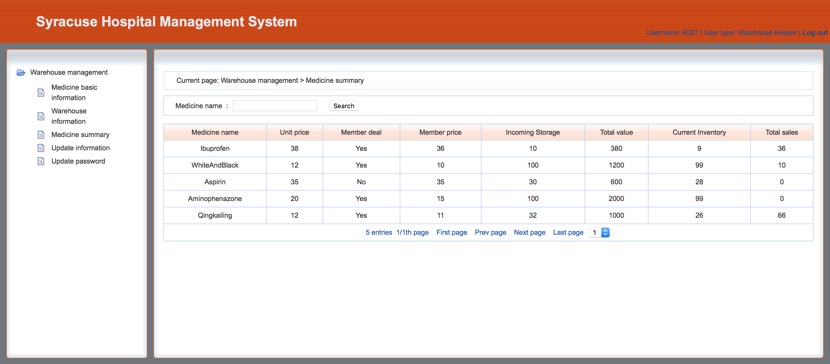 Syracuse Hospital Management System
Username: K001 | User type: Warehouse Keeper | Log out
Warehouse management
Medicine basic
information
Warehouse
information
Medicine summary
Update information
Update password
Current page: Warehouse management > Medicine summary
Medicine name : Search
Medicine name Unit price Member deal Member price Incoming Storage Total value Current Inventory Total sales
Ibuprofen 38 Yes 36 10 380 9 36
WhiteAndBlack 12 Yes 10 100 1200 99 10
Aspirin 35 No 35 30 600 28 0
Aminophenazone 20 Yes 15 100 2000 99 0
Qingkailing 12 Yes 11 32 1000 26 66
5 entries 1/1th page First page Prev page Next page Last page 1